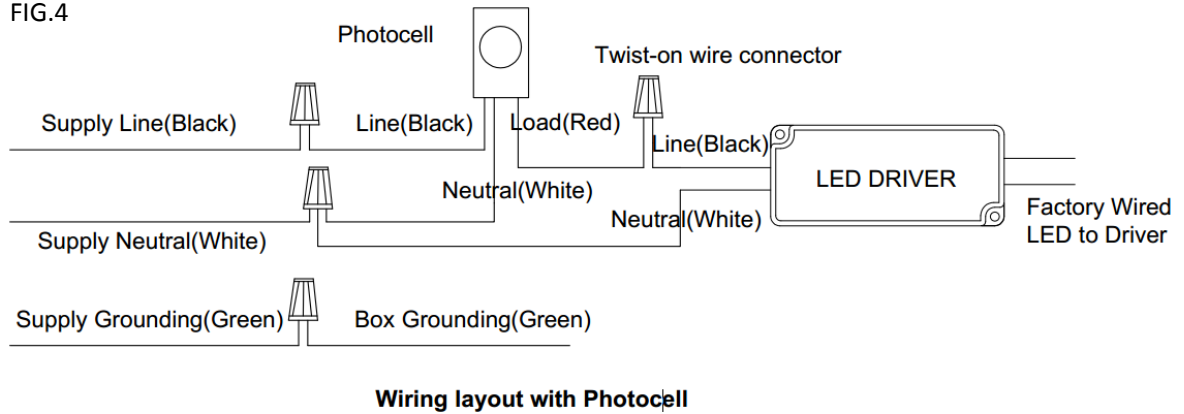 FIG.4
Photocell
Twist-on wire connector
Supply Line(Black)
Line(Black)
Load(Red)
Line(Black)
LED DRIVER
Neutral(White)
Neutral(White)
Factory Wired
LED to Driver
Supply Neutral(White)
Supply Grounding(Green)
Box Grounding(Green)
Wiring layout with Photocell